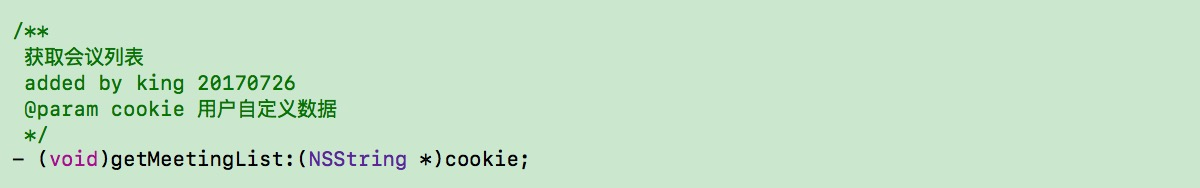 /**
获取会议列表
added by king 20170726
@param cookie 用户自定义数据
*/
- (void)getMeetingList:(NSString *)cookie;